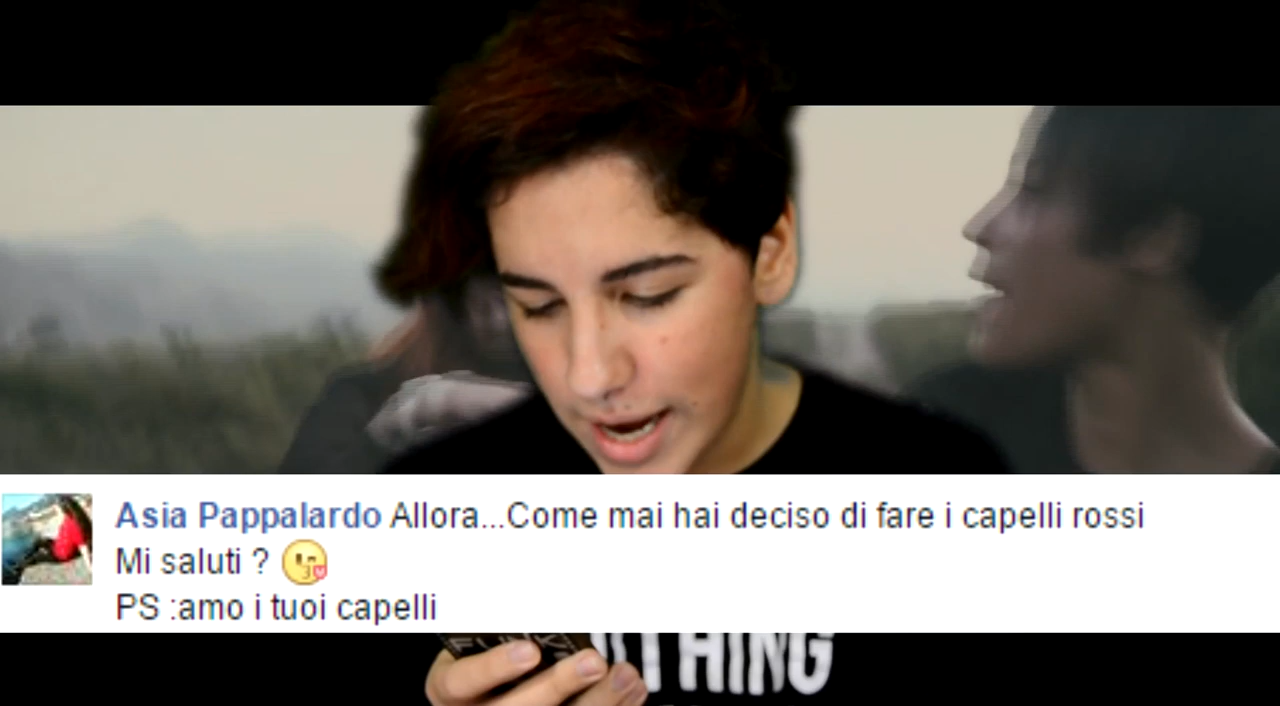 Asia Pappalardo Allora...Come mai hai deciso di fare i capelli rossi
Mi saluti ? 😘
PS :amo i tuoi capelli
THING